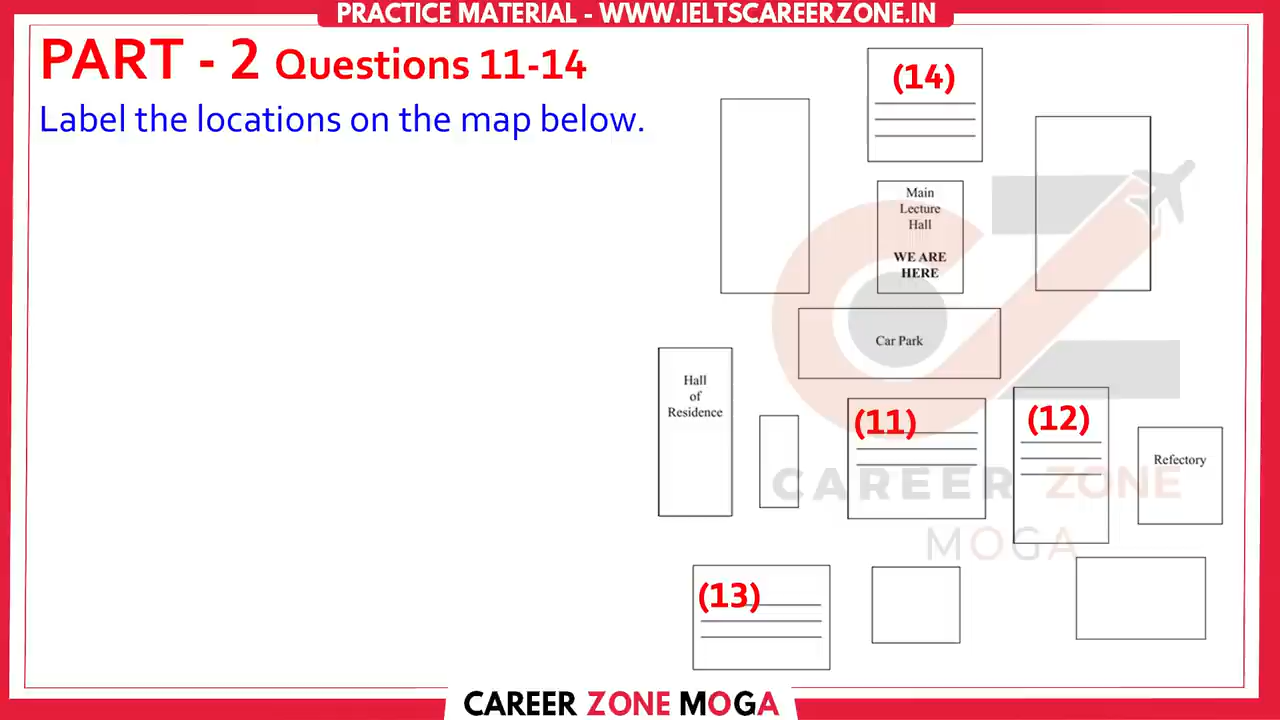 PRACTICE MATERIAL - WWW.IELTSCAREERZONE.IN
PART - 2 Questions 11-14
Label the locations on the map below.
(14)
Main
Lecture
Hall
WE ARE
HERE
Car Park
Hall
of
Residence
(11)
(12)
Refectory
CAREER ZONE
MOGA
(13)
CAREER ZONE MOGA